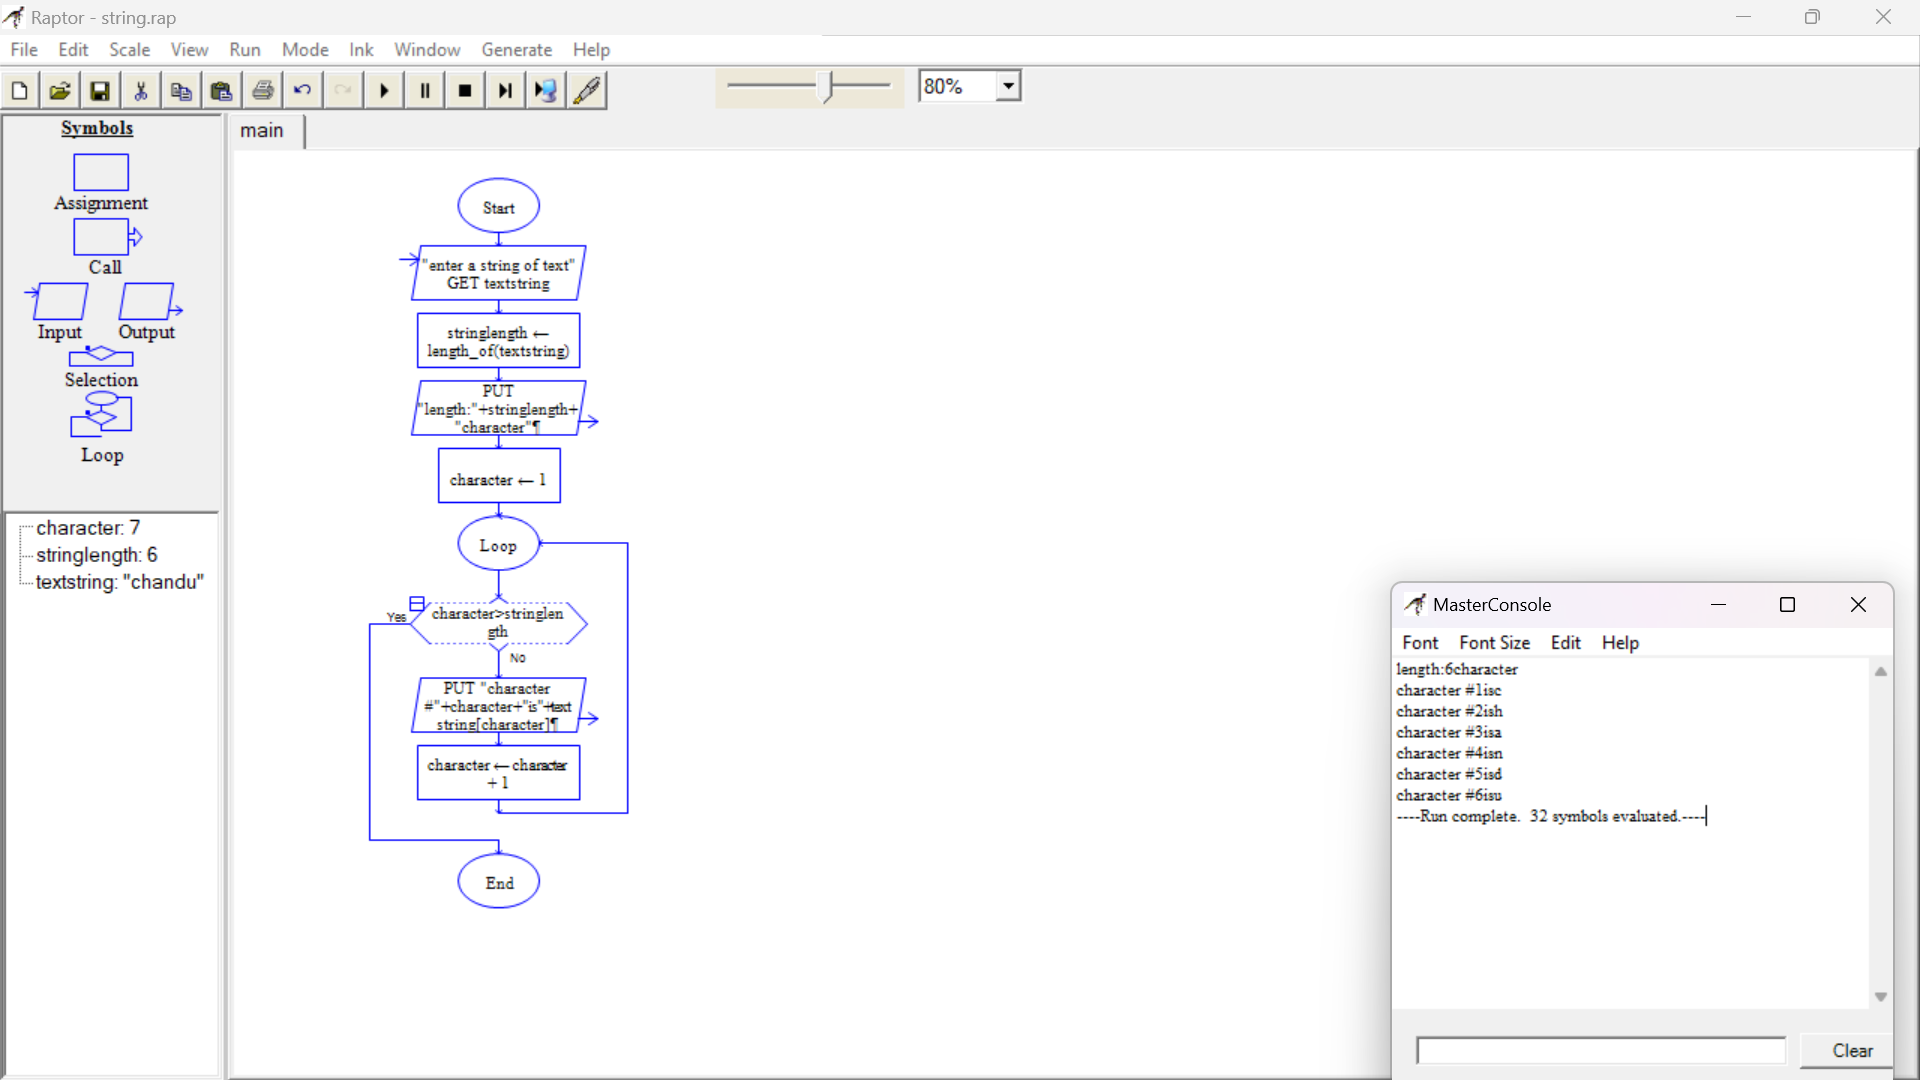 Raptor - string.rap
File Edit Scale View Run Mode Ink Window Generate Help
80%
Symbols
Assignment
Call
Input Output
Selection
Loop
character: 7
stringlength: 6
textstring: "chandu"
main
Start
"enter a string of text"
GET textstring
stringlength ←
length_of(textstring)
PUT
"length:"+stringlength+
"character"¶
character ← 1
Loop
Yes
character>stringlen
gth
No
PUT "character
#"+character+"is"+text
string[character]¶
character ← character
+ 1
End
MasterConsole
Font Font Size Edit Help
length:6character
character #1isc
character #2ish
character #3isa
character #4isn
character #5isd
character #6isu
----Run complete.  32 symbols evaluated.----
Clear